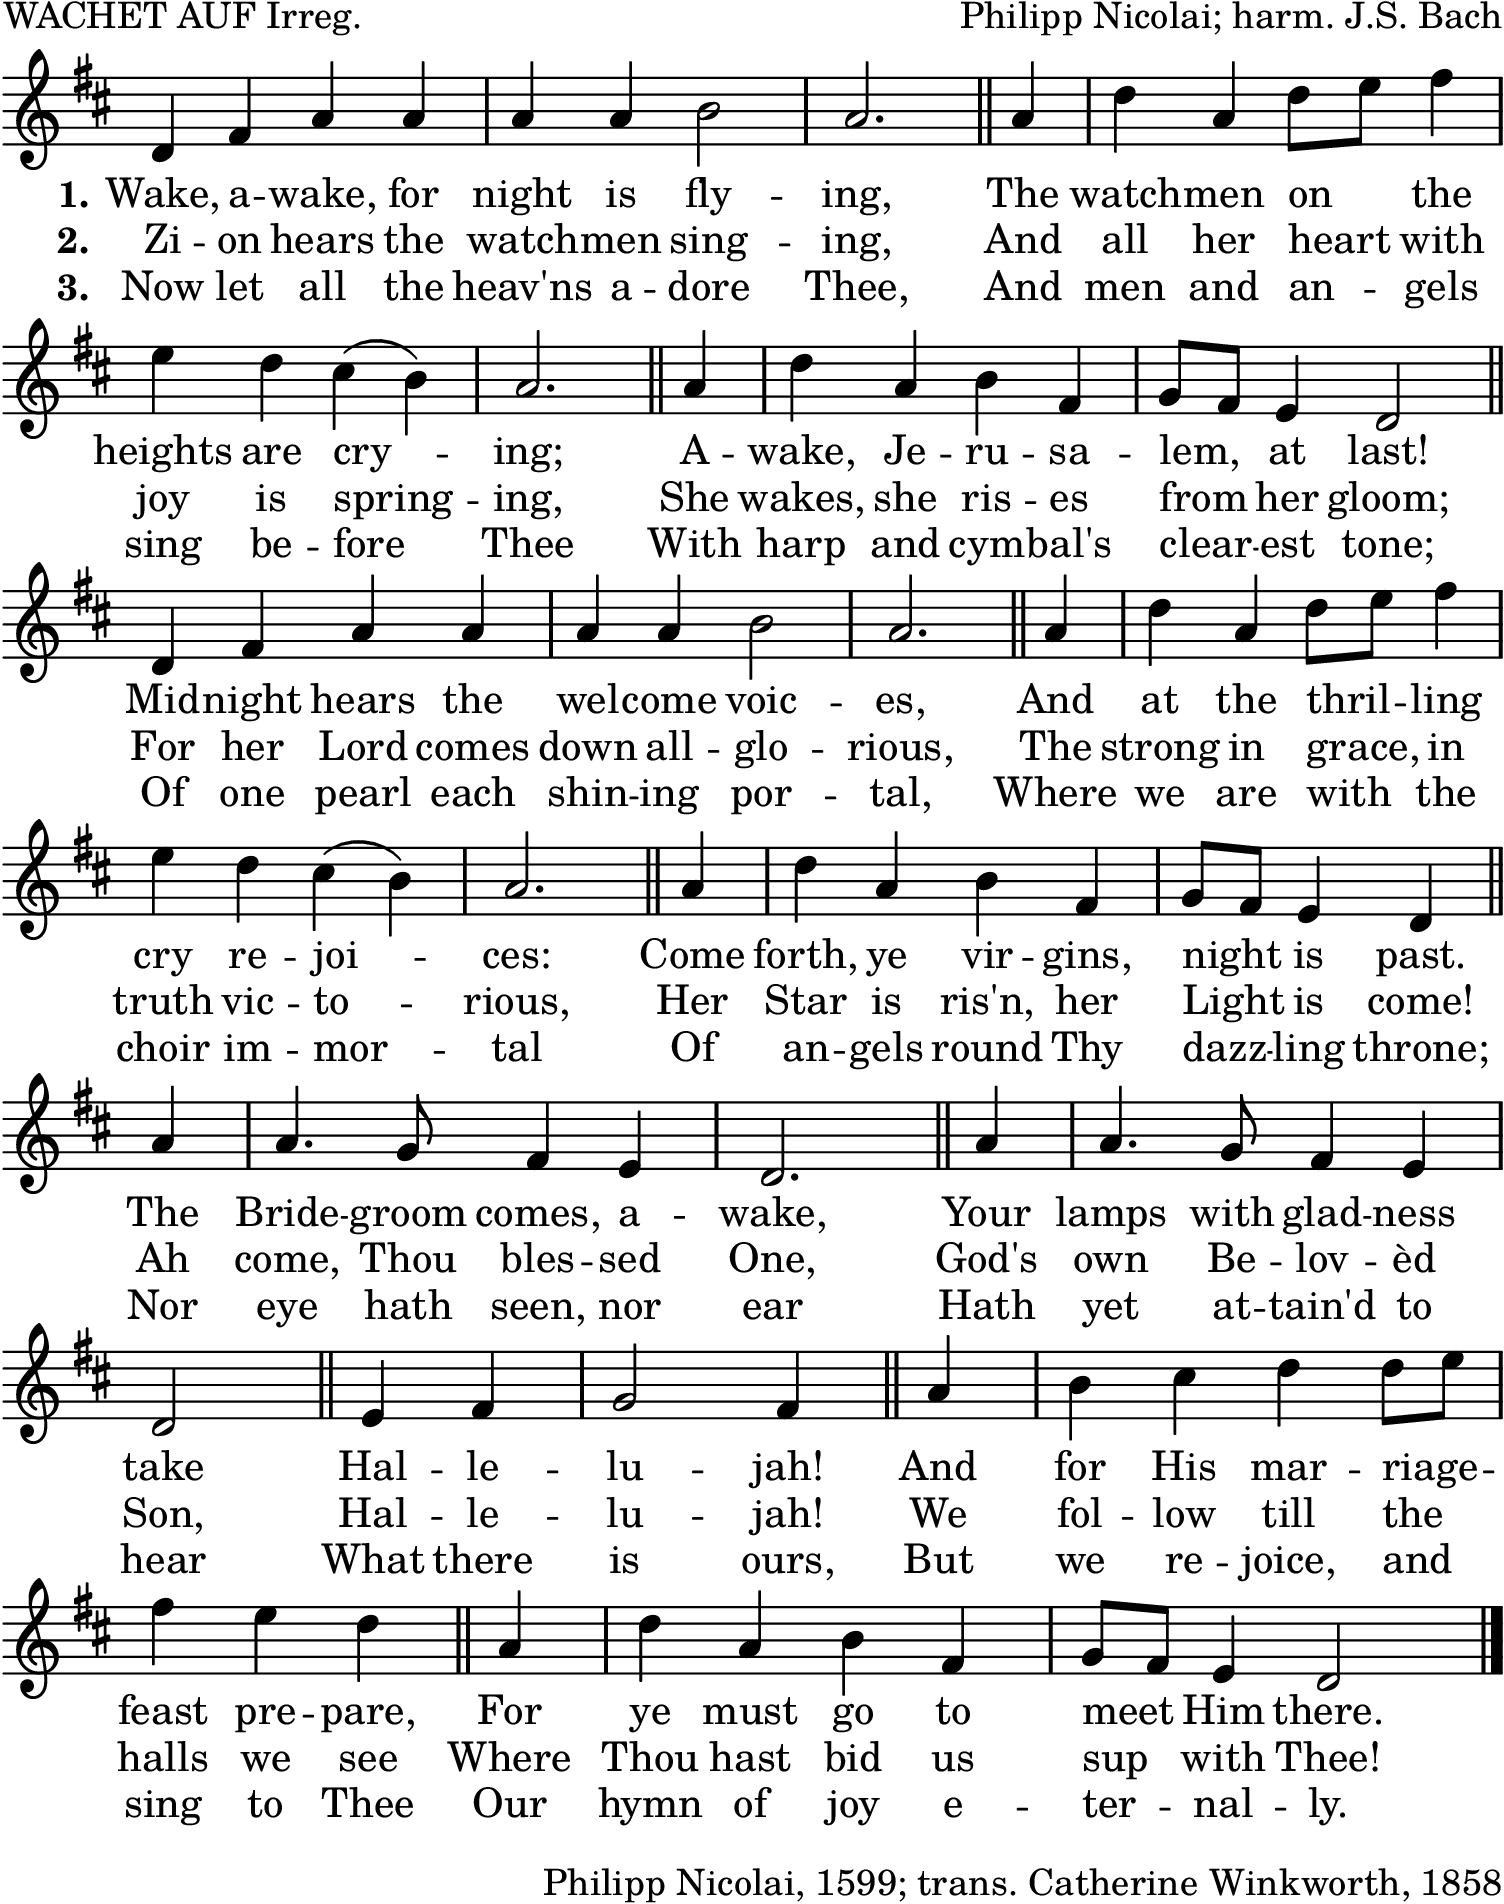 WACHET AUF Irreg. Philipp Nicolai; harm. J.S. Bach
1. Wake, a -- wake, for night is fly -- ing, The watchmen on the
2. Zi -- on hears the watchmen sing -- ing, And all her heart with
3. Now let all the heav'ns a -- dore Thee, And men and an -- gels
heights are cry -- ing; A -- wake, Je -- ru -- sa -- lem, at last!
joy is spring -- ing, She wakes, she ris -- es from her gloom;
sing be -- fore Thee With harp and cymbal's clear -- est tone;
Midnight hears the welcome voic -- es, And at the thril -- ling
For her Lord comes down all -- glo -- rious, The strong in grace, in
Of one pearl each shin -- ing por -- tal, Where we are with the
cry re -- joi -- ces: Come forth, ye vir -- gins, night is past.
truth vic -- to -- rious, Her Star is ris'n, her Light is come!
choir im -- mor -- tal Of an -- gels round Thy dazz -- ling throne;
The Bride -- groom comes, a -- wake, Your lamps with glad -- ness
Ah come, Thou bles -- sed One, God's own Be -- lov -- èd
Nor eye hath seen, nor ear Hath yet at -- tain'd to
take Hal -- le -- lu -- jah! And for His mar -- riage --
Son, Hal -- le -- lu -- jah! We fol -- low till the
hear What there is ours, But we re -- joice, and
feast pre -- pare, For ye must go to meet Him there.
halls we see Where Thou hast bid us sup with Thee!
sing to Thee Our hymn of joy e -- ter -- nal -- ly.
Philipp Nicolai, 1599; trans. Catherine Winkworth, 1858